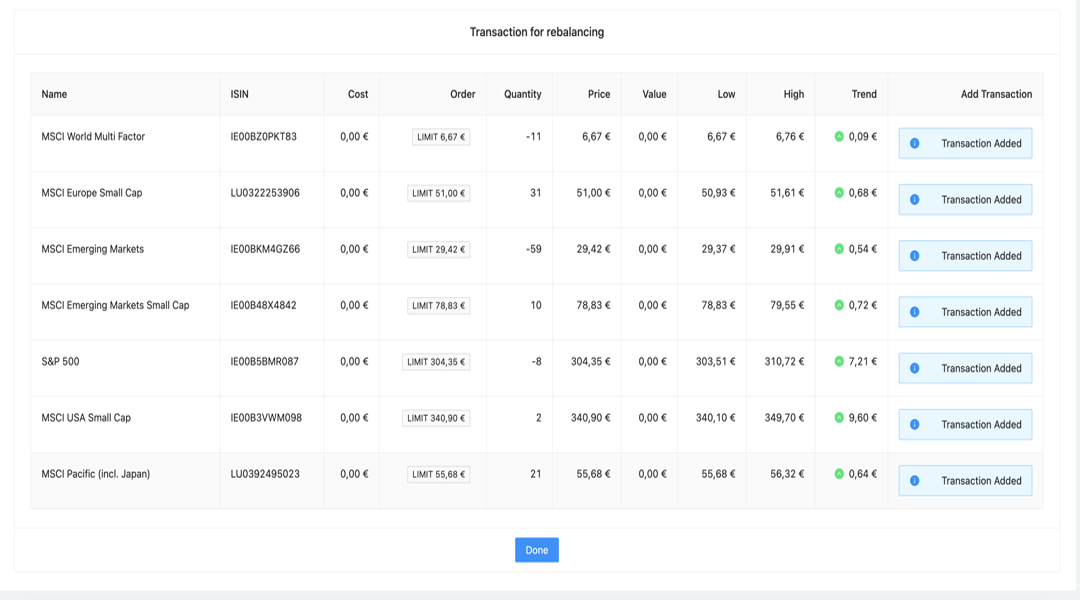 Transaction for rebalancing
Name ISIN Cost Order Quantity Price Value Low High Trend Add Transaction
MSCI World Multi Factor IE00BZ0PKT83 0,00 € LIMIT 6,67 € -11 6,67 € 0,00 € 6,67 € 6,76 € 0,09 € Transaction Added
MSCI Europe Small Cap LU0322253906 0,00 € LIMIT 51,00 € 31 51,00 € 0,00 € 50,93 € 51,61 € 0,68 € Transaction Added
MSCI Emerging Markets IE00BKM4GZ66 0,00 € LIMIT 29,42 € -59 29,42 € 0,00 € 29,37 € 29,91 € 0,54 € Transaction Added
MSCI Emerging Markets Small Cap IE00B48X4842 0,00 € LIMIT 78,83 € 10 78,83 € 0,00 € 78,83 € 79,55 € 0,72 € Transaction Added
S&P 500 IE00B5BMR087 0,00 € LIMIT 304,35 € -8 304,35 € 0,00 € 303,51 € 310,72 € 7,21 € Transaction Added
MSCI USA Small Cap IE00B3VWM098 0,00 € LIMIT 340,90 € 2 340,90 € 0,00 € 340,10 € 349,70 € 9,60 € Transaction Added
MSCI Pacific (incl. Japan) LU0392495023 0,00 € LIMIT 55,68 € 21 55,68 € 0,00 € 55,68 € 56,32 € 0,64 € Transaction Added
Done